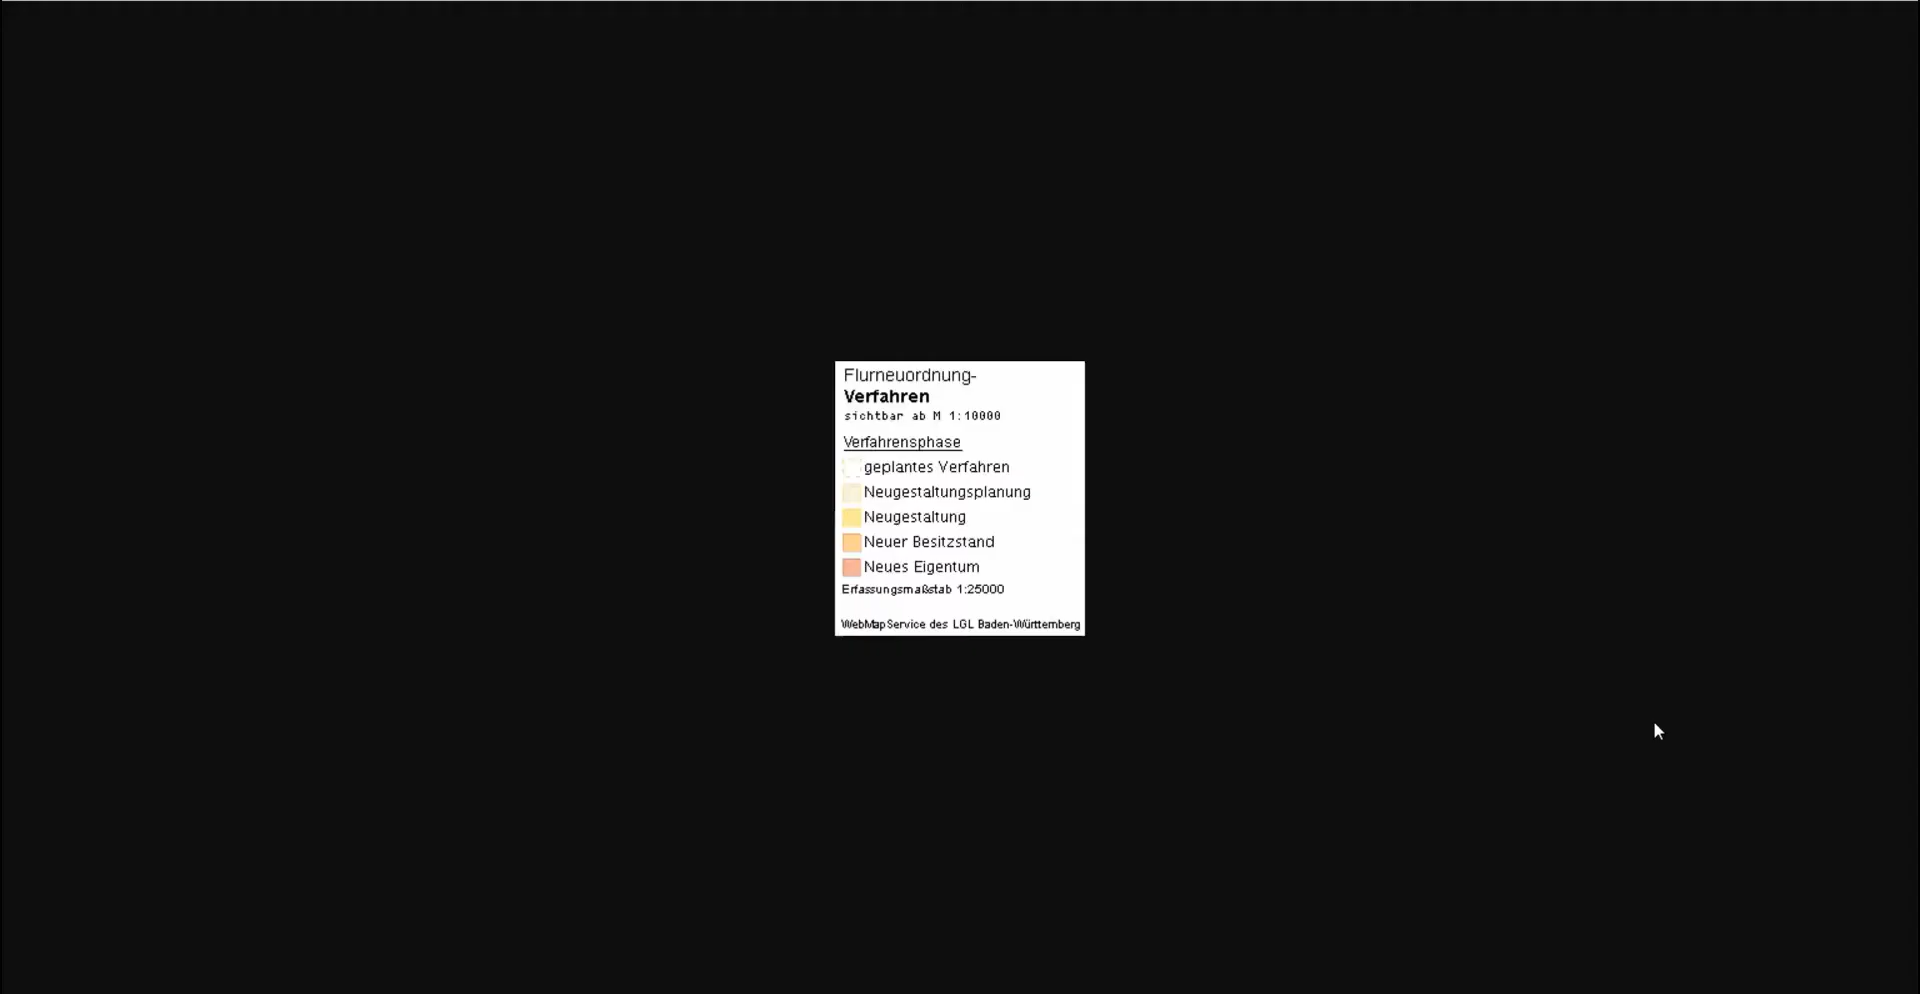 Flurneuordnung-
Verfahren
sichtbar ab M 1:10000
Verfahrensphase
geplantes Verfahren
Neugestaltungsplanung
Neugestaltung
Neuer Besitzstand
Neues Eigentum
Erfassungsmaßstab 1:25000
WebMapService des LGL Baden-Württemberg